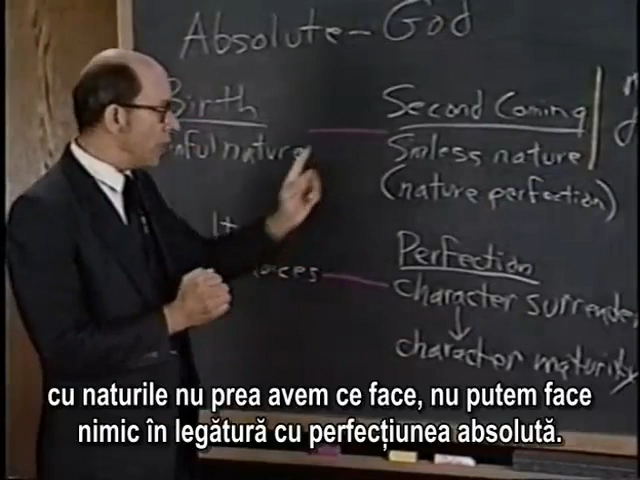 Absolute - God
Birth
Second Coming
nature
Sinless nature
(nature perfection)
Perfection
character surrender
↓
character maturity
cu naturile nu prea avem ce face, nu putem face
nimic în legătură cu perfecțiunea absolută.